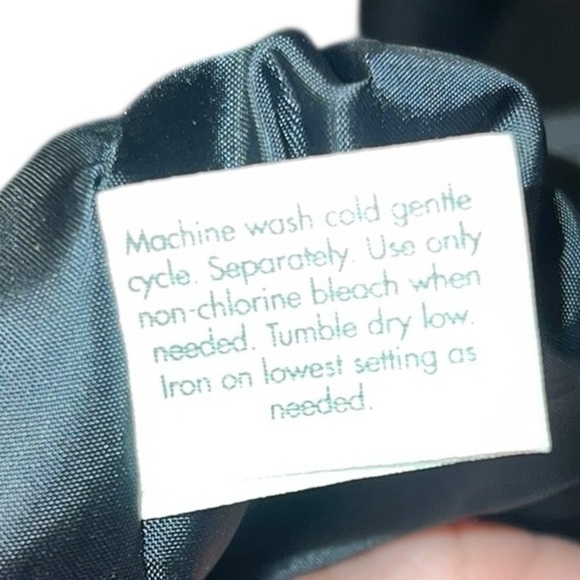 Machine wash cold gentle
cycle. Separately. Use only
non-chlorine bleach when
needed. Tumble dry low.
Iron on lowest setting as
needed.